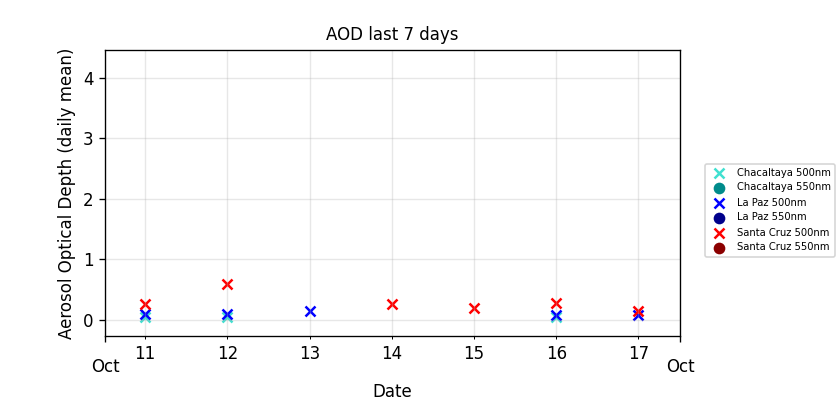 AOD last 7 days
Aerosol Optical Depth (daily mean)
4
3
2
1
0
11
12
13
14
15
16
17
Oct
Oct
Date
Chacaltaya 500nm
Chacaltaya 550nm
La Paz 500nm
La Paz 550nm
Santa Cruz 500nm
Santa Cruz 550nm